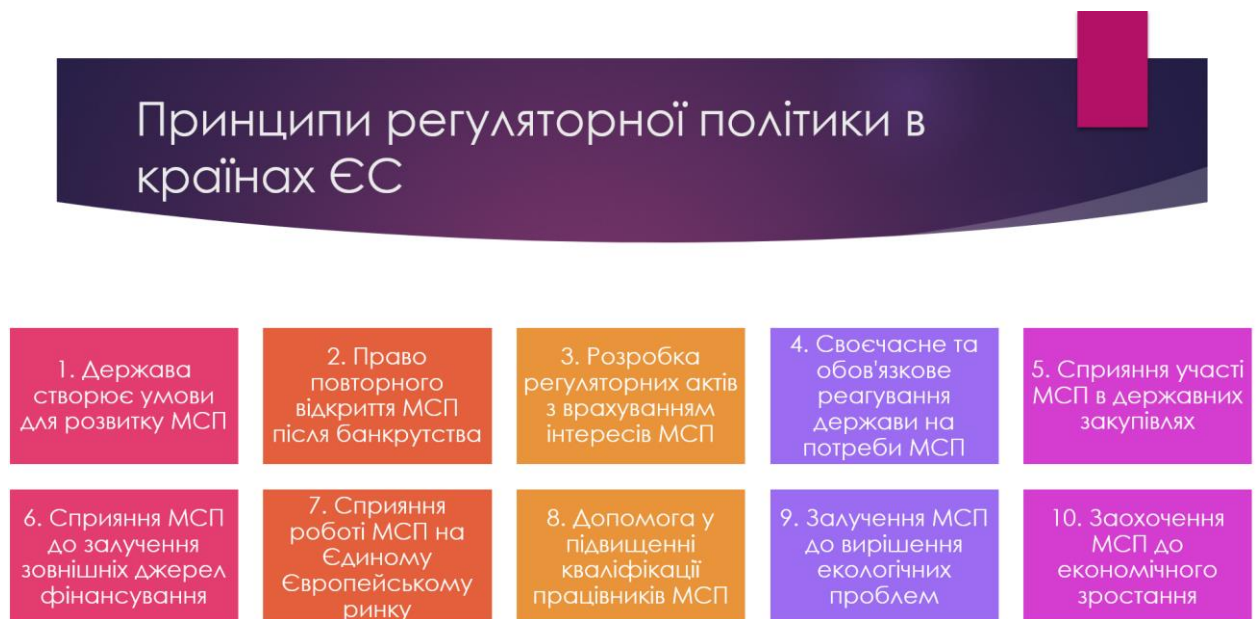 Принципи регуляторної політики в
країнах ЄС
1. Держава
створює умови
для розвитку МСП
2. Право
повторного
відкриття МСП
після банкрутства
3. Розробка
регуляторних актів
з врахуванням
інтересів МСП
4. Своєчасне та
обов'язкове
реагування
держави на
потреби МСП
5. Сприяння участі
МСП в державних
закупівлях
6. Сприяння МСП
до залучення
зовнішніх джерел
фінансування
7. Сприяння
роботі МСП на
Єдиному
Європейському
ринку
8. Допомога у
підвищенні
кваліфікації
працівників МСП
9. Залучення МСП
до вирішення
екологічних
проблем
10. Заохочення
МСП до
економічного
зростання